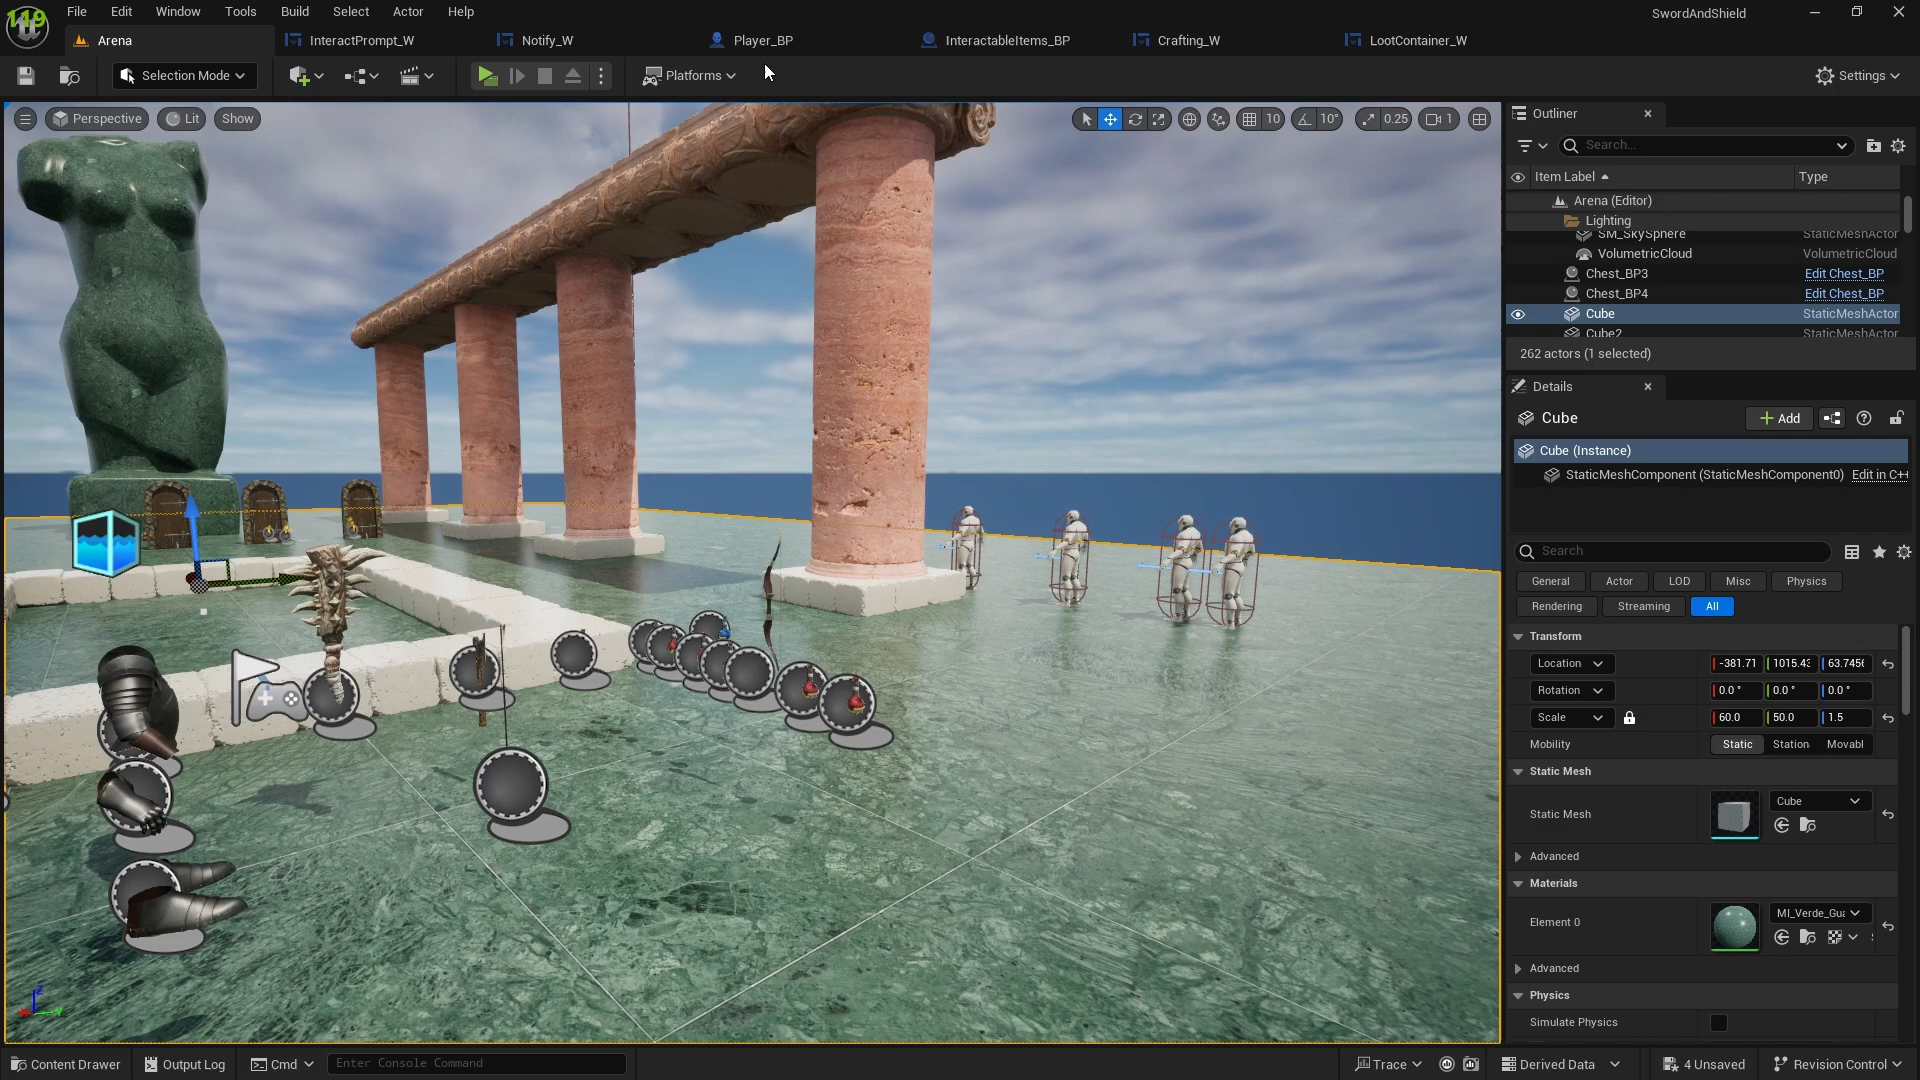 119
File Edit Window Tools Build Select Actor Help
SwordAndShield
Arena InteractPrompt_W Notify_W Player_BP InteractableItems_BP Crafting_W LootContainer_W
Selection Mode Platforms Settings
Perspective Lit Show 10 10° 0.25 1
Outliner
Search...
Item Label Type
Arena (Editor)
Lighting
SM_SkySphere StaticMeshActor
VolumetricCloud VolumetricCloud
Chest_BP3 Edit Chest_BP
Chest_BP4 Edit Chest_BP
Cube StaticMeshActor
Cube2 StaticMeshActor
262 actors (1 selected)
Details
Cube Add
Cube (Instance)
StaticMeshComponent (StaticMeshComponent0) Edit in C++
Search
General Actor LOD Misc Physics
Rendering Streaming All
Transform
Location -381.71 1015.43 63.7456
Rotation 0.0 ° 0.0 ° 0.0 °
Scale 60.0 50.0 1.5
Mobility Static Station Movabl
Static Mesh
Static Mesh Cube
Advanced
Materials
Element 0 MI_Verde_Gua
Advanced
Physics
Simulate Physics
Content Drawer Output Log Cmd Enter Console Command Trace Derived Data 4 Unsaved Revision Control